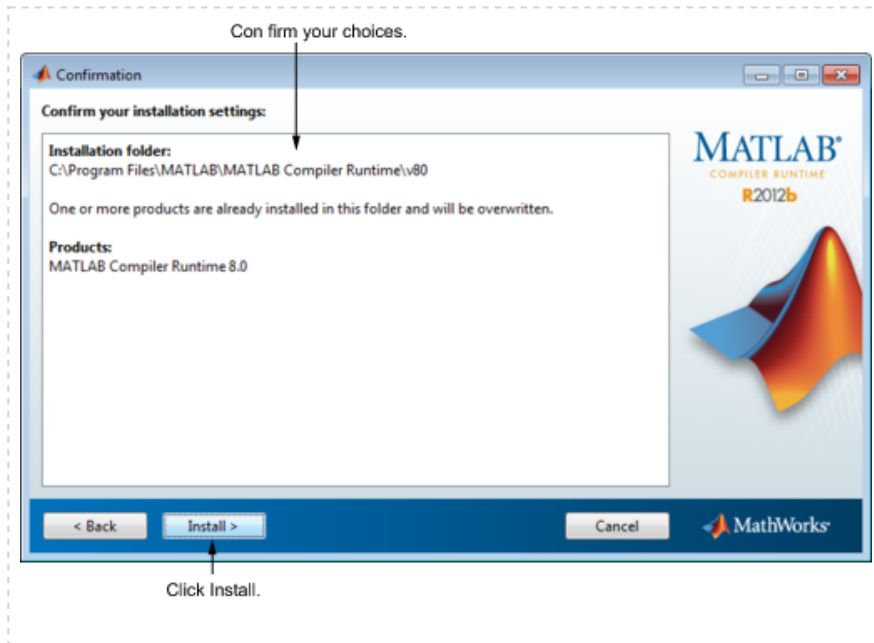 Con firm your choices.
Confirmation
Confirm your installation settings:
Installation folder:
C:\Program Files\MATLAB\MATLAB Compiler Runtime\v80
One or more products are already installed in this folder and will be overwritten.
Products:
MATLAB Compiler Runtime 8.0
MATLAB®
COMPILER RUNTIME
R2012b
< Back
Install >
Cancel
MathWorks®
Click Install.